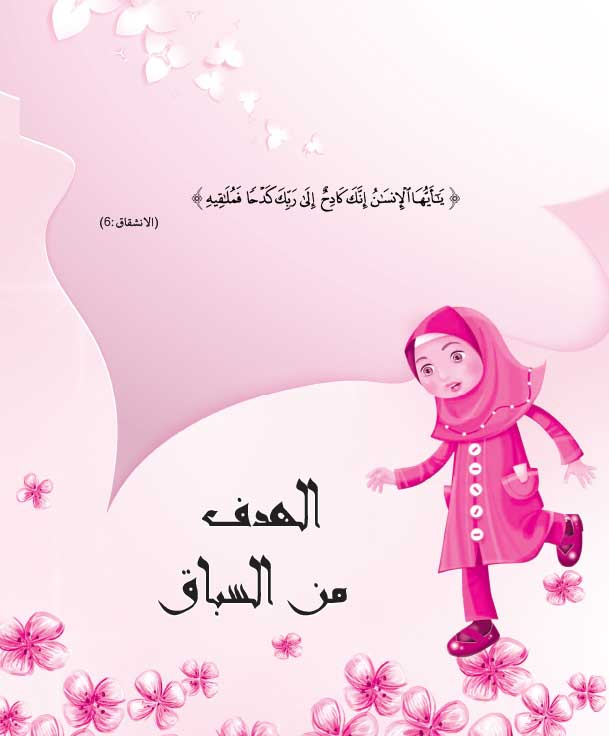 ﴿ يَـٰٓأَيُّهَا ٱلْإِنسَـٰنُ إِنَّكَ كَادِحٌ إِلَىٰ رَبِّكَ كَدْحًا فَمُلَـٰقِيهِ ﴾
(الانشقاق:6)
الهدف
من السباق